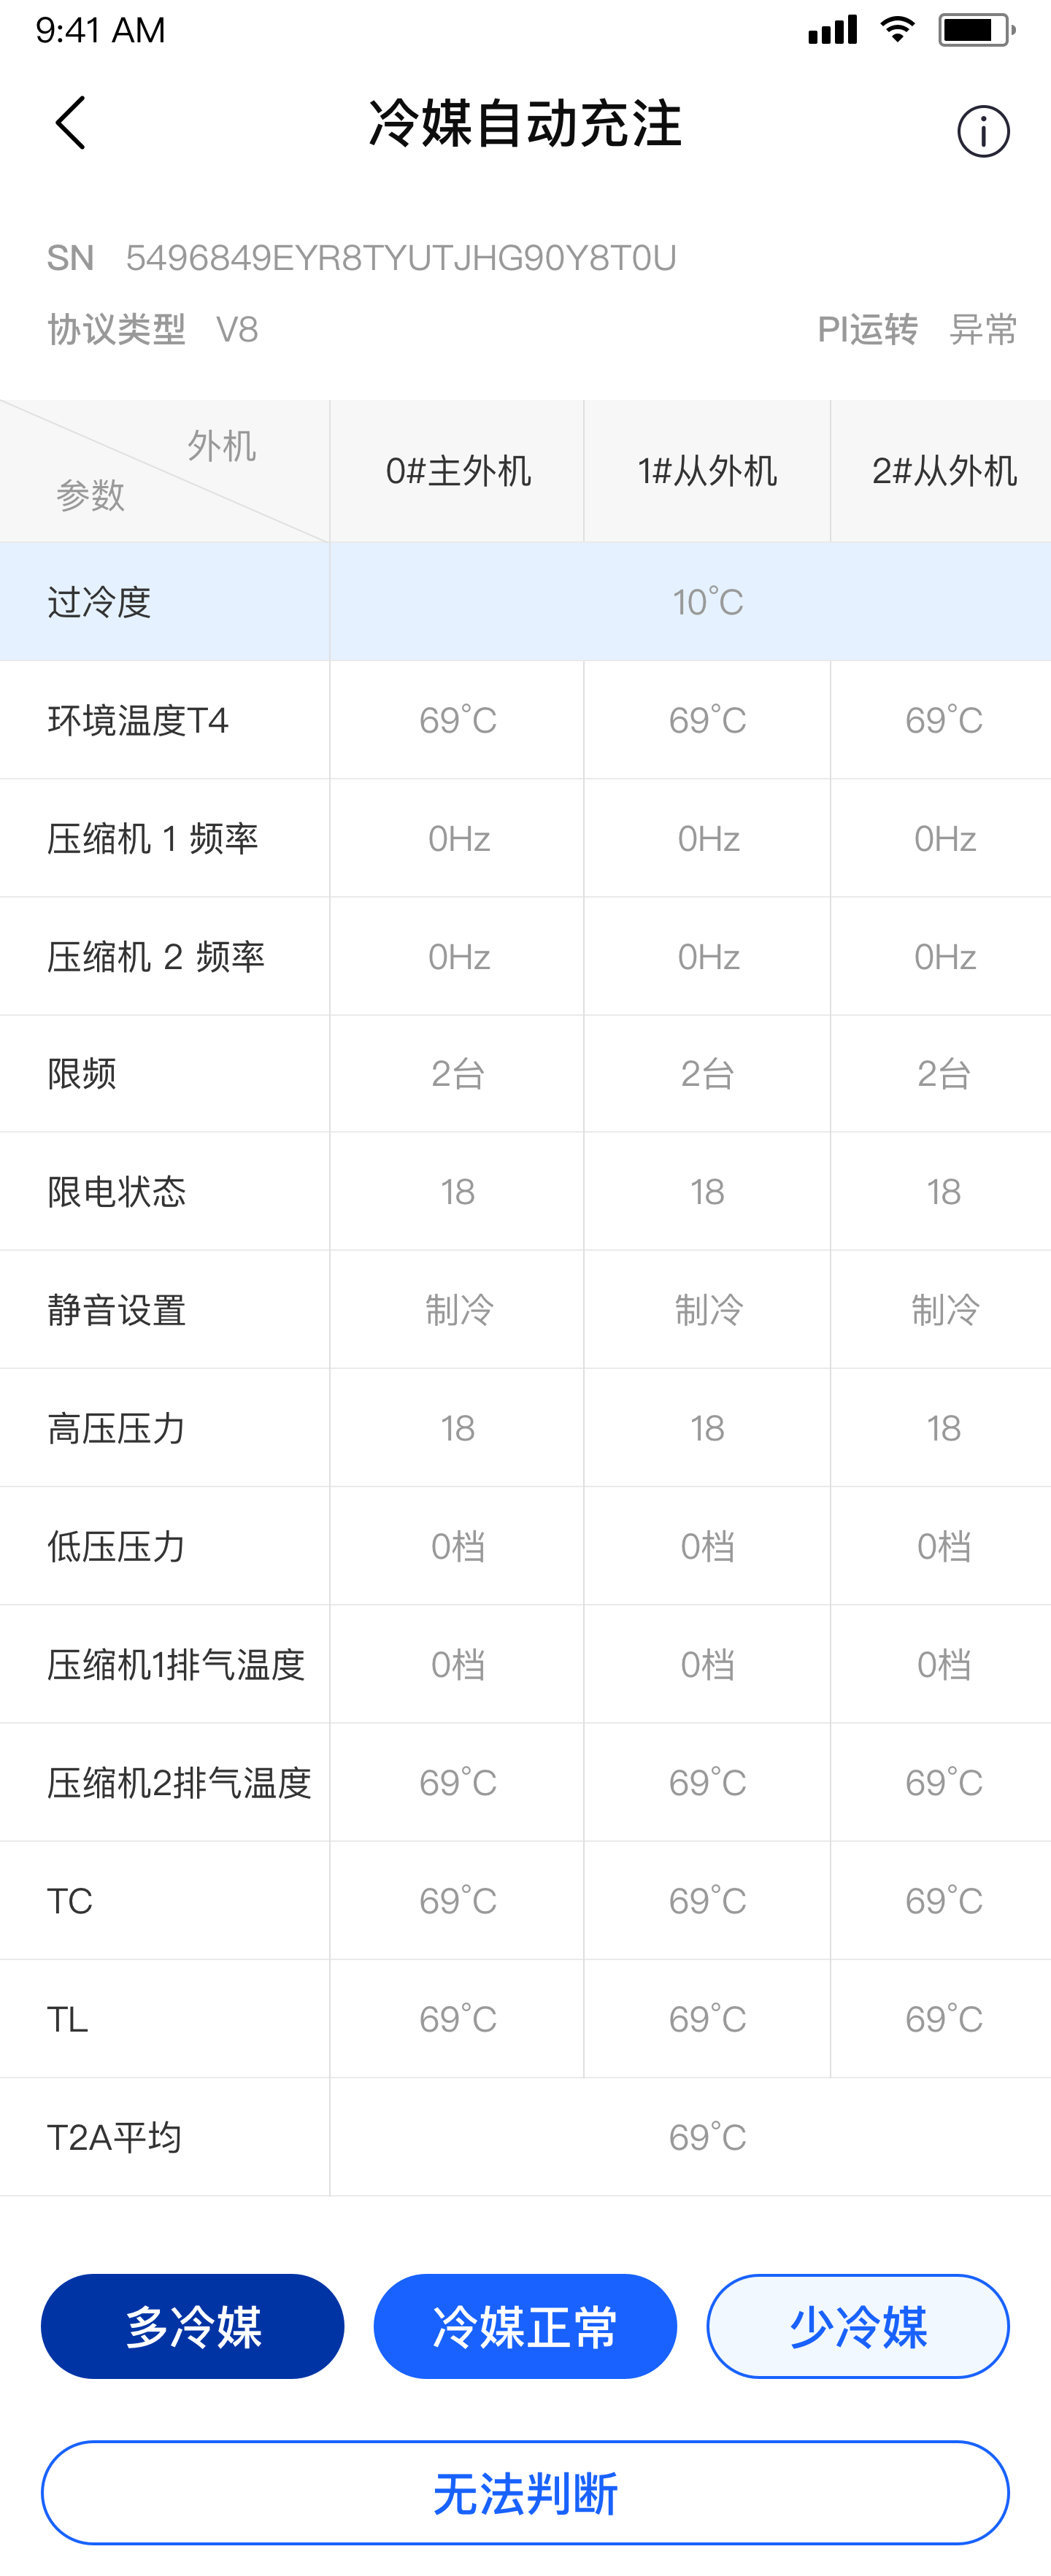 9:41 AM
冷媒自动充注
SN 5496849EYR8TYUTJHG90Y8T0U
协议类型 V8 PI运转 异常
外机
参数
0#主外机 1#从外机 2#从外机
过冷度 10°C
环境温度T4 69°C 69°C 69°C
压缩机 1 频率 0Hz 0Hz 0Hz
压缩机 2 频率 0Hz 0Hz 0Hz
限频 2台 2台 2台
限电状态 18 18 18
静音设置 制冷 制冷 制冷
高压压力 18 18 18
低压压力 0档 0档 0档
压缩机1排气温度 0档 0档 0档
压缩机2排气温度 69°C 69°C 69°C
TC 69°C 69°C 69°C
TL 69°C 69°C 69°C
T2A平均 69°C
多冷媒 冷媒正常 少冷媒
无法判断